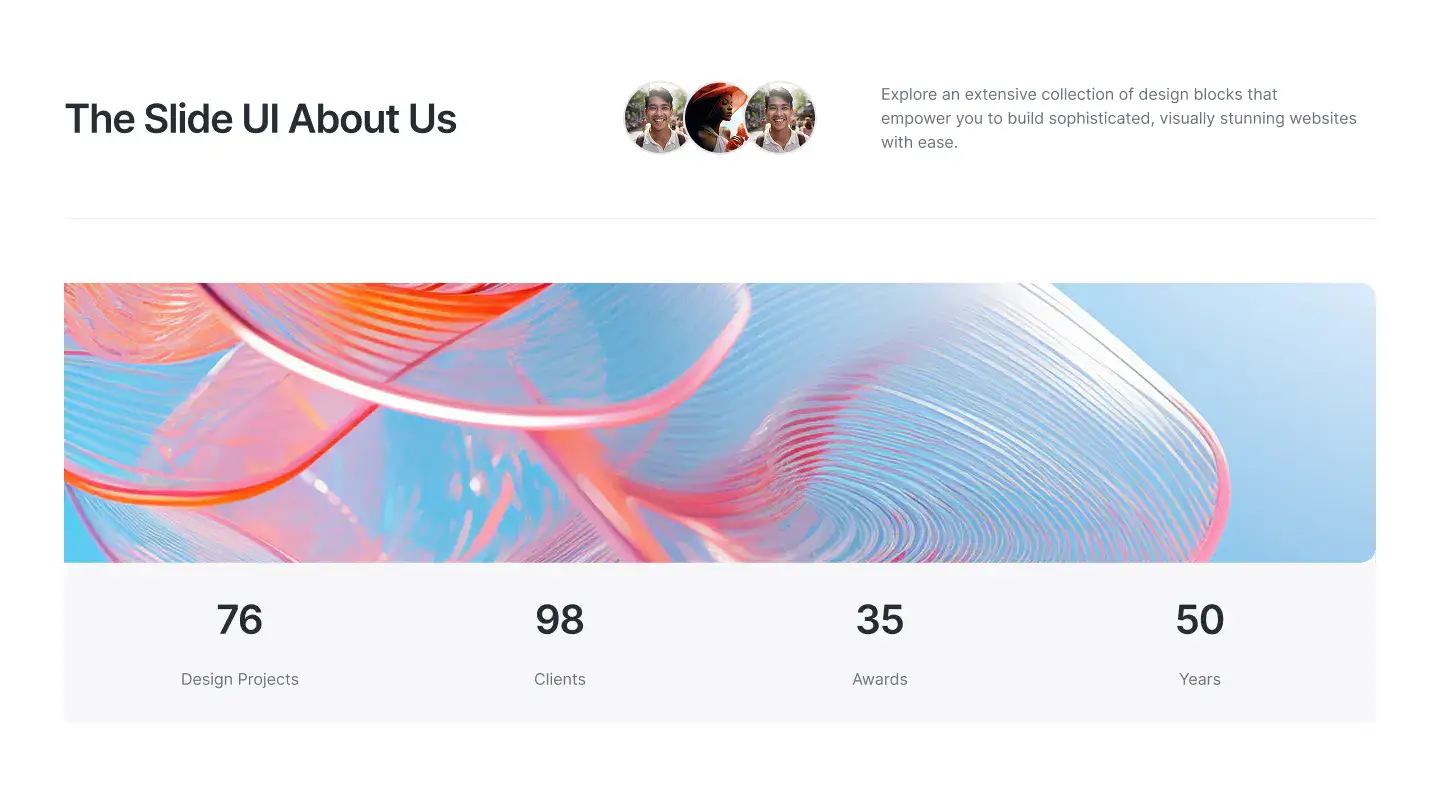 The Slide UI About Us
Explore an extensive collection of design blocks that
empower you to build sophisticated, visually stunning websites
with ease.
76
98
35
50
Design Projects
Clients
Awards
Years